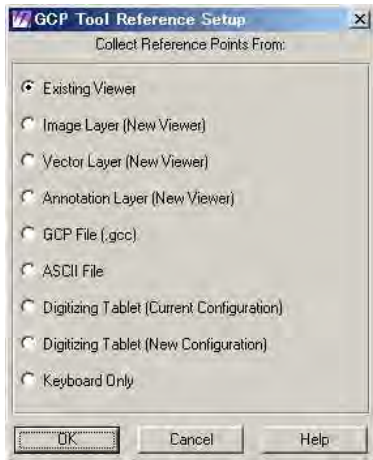 GCP Tool Reference Setup
Collect Reference Points From:
Existing Viewer
Image Layer (New Viewer)
Vector Layer (New Viewer)
Annotation Layer (New Viewer)
GCP File (.gcc)
ASCII File
Digitizing Tablet (Current Configuration)
Digitizing Tablet (New Configuration)
Keyboard Only
OK Cancel Help